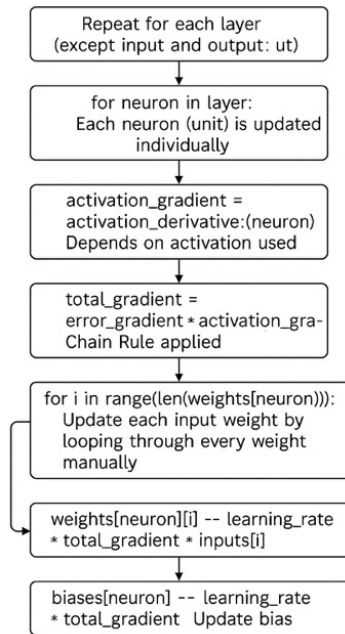 Repeat for each layer
(except input and output: ut)
for neuron in layer:
Each neuron (unit) is updated
individually
activation_gradient =
activation_derivative:(neuron)
Depends on activation used
total_gradient =
error_gradient * activation_gra-
Chain Rule applied
for i in range(len(weights[neuron])):
Update each input weight by
looping through every weight
manually
weights[neuron][i] -- learning_rate
* total_gradient * inputs[i]
biases[neuron] -- learning_rate
* total_gradient Update bias